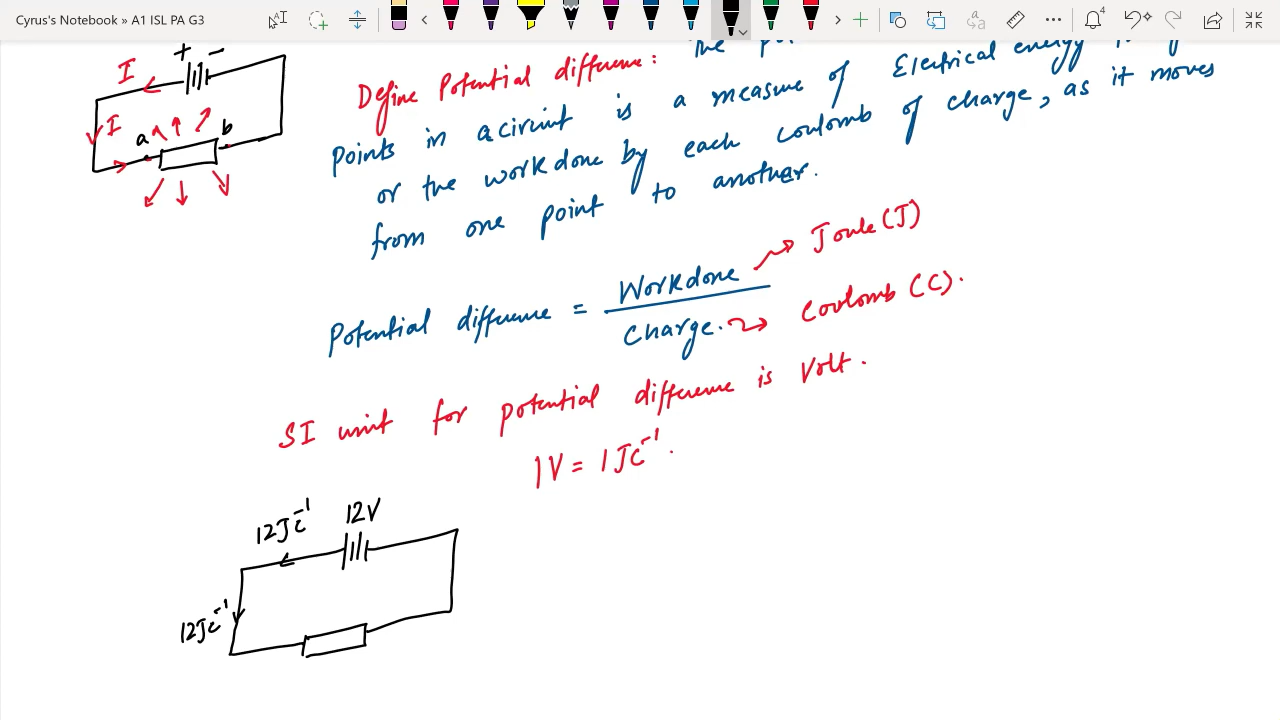 Cyrus's Notebook » A1 ISL PA G3
4
+ -
I
I
a
b
Define Potential difference: The
points in a circuit is a measure of Electrical energy
or the work done by each coulomb of charge, as it moves
from one point to another.
Potential difference = Work done / Charge.
Joule (J)
Coulomb (C).
SI unit for potential difference is Volt.
1V = 1JC⁻¹.
12JC⁻¹
12V
12JC⁻¹